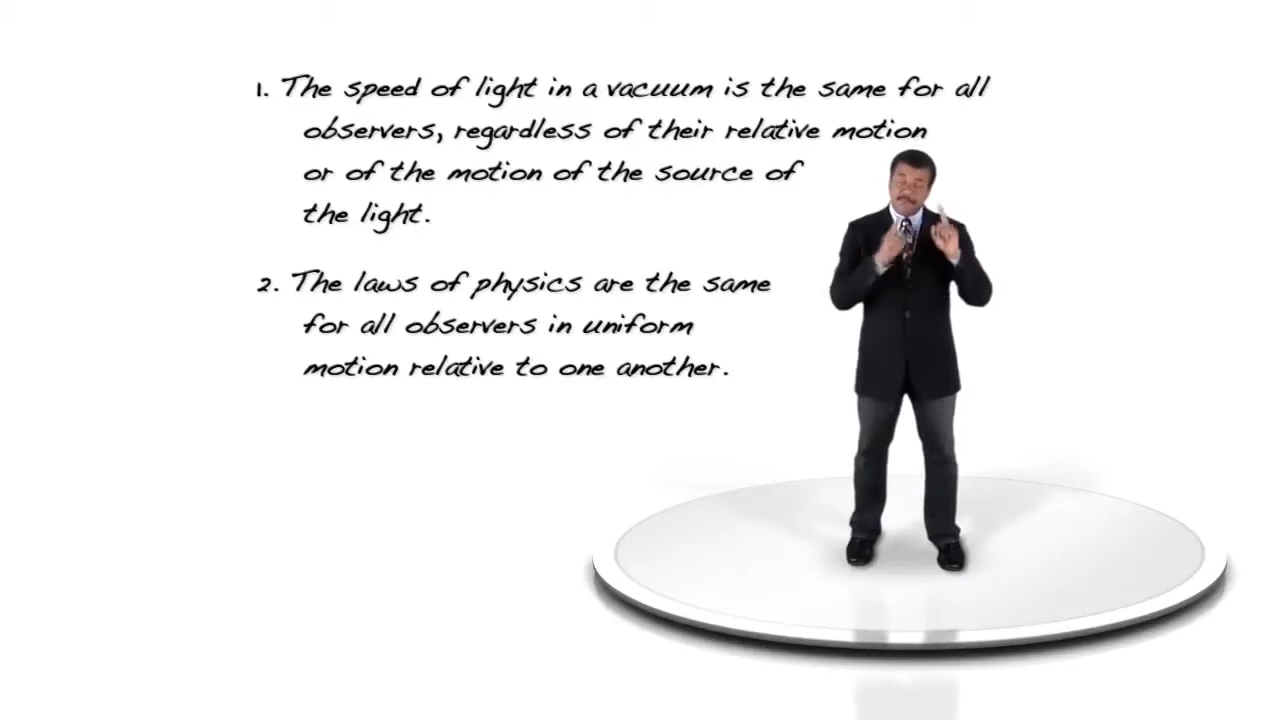 1. The speed of light in a vacuum is the same for all
observers, regardless of their relative motion
or of the motion of the source of
the light.
2. The laws of physics are the same
for all observers in uniform
motion relative to one another.